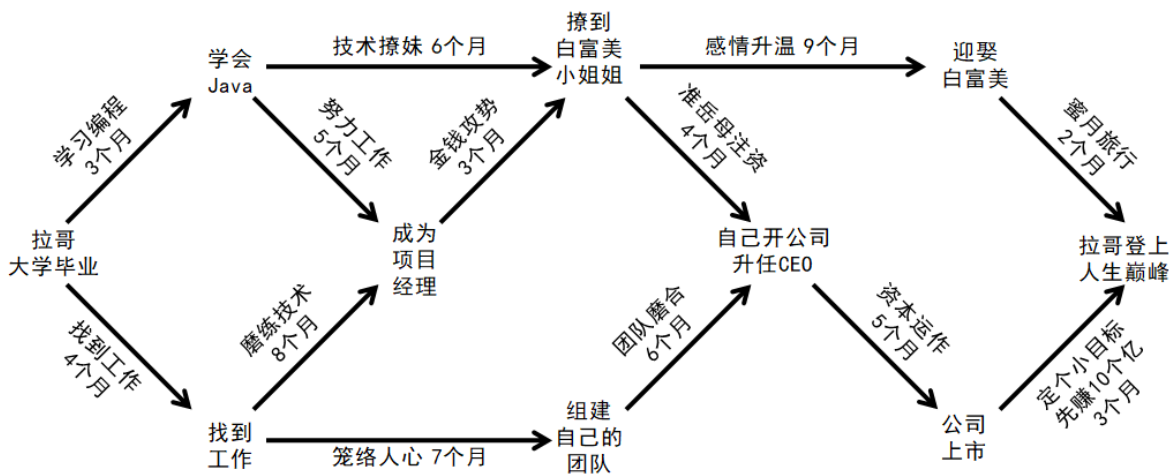 学会
Java
技术撩妹 6个月
撩到
白富美
小姐姐
感情升温 9个月
迎娶
白富美
学习编程
3个月
努力工作
5个月
金钱攻势
3个月
准岳母注资
4个月
蜜月旅行
2个月
拉哥
大学毕业
成为
项目
经理
自己开公司
升任CEO
拉哥登上
人生巅峰
找到工作
4个月
磨练技术
8个月
团队磨合
6个月
资本运作
5个月
定个小目标
先赚10个亿
3个月
找到
工作
笼络人心 7个月
组建
自己的
团队
公司
上市